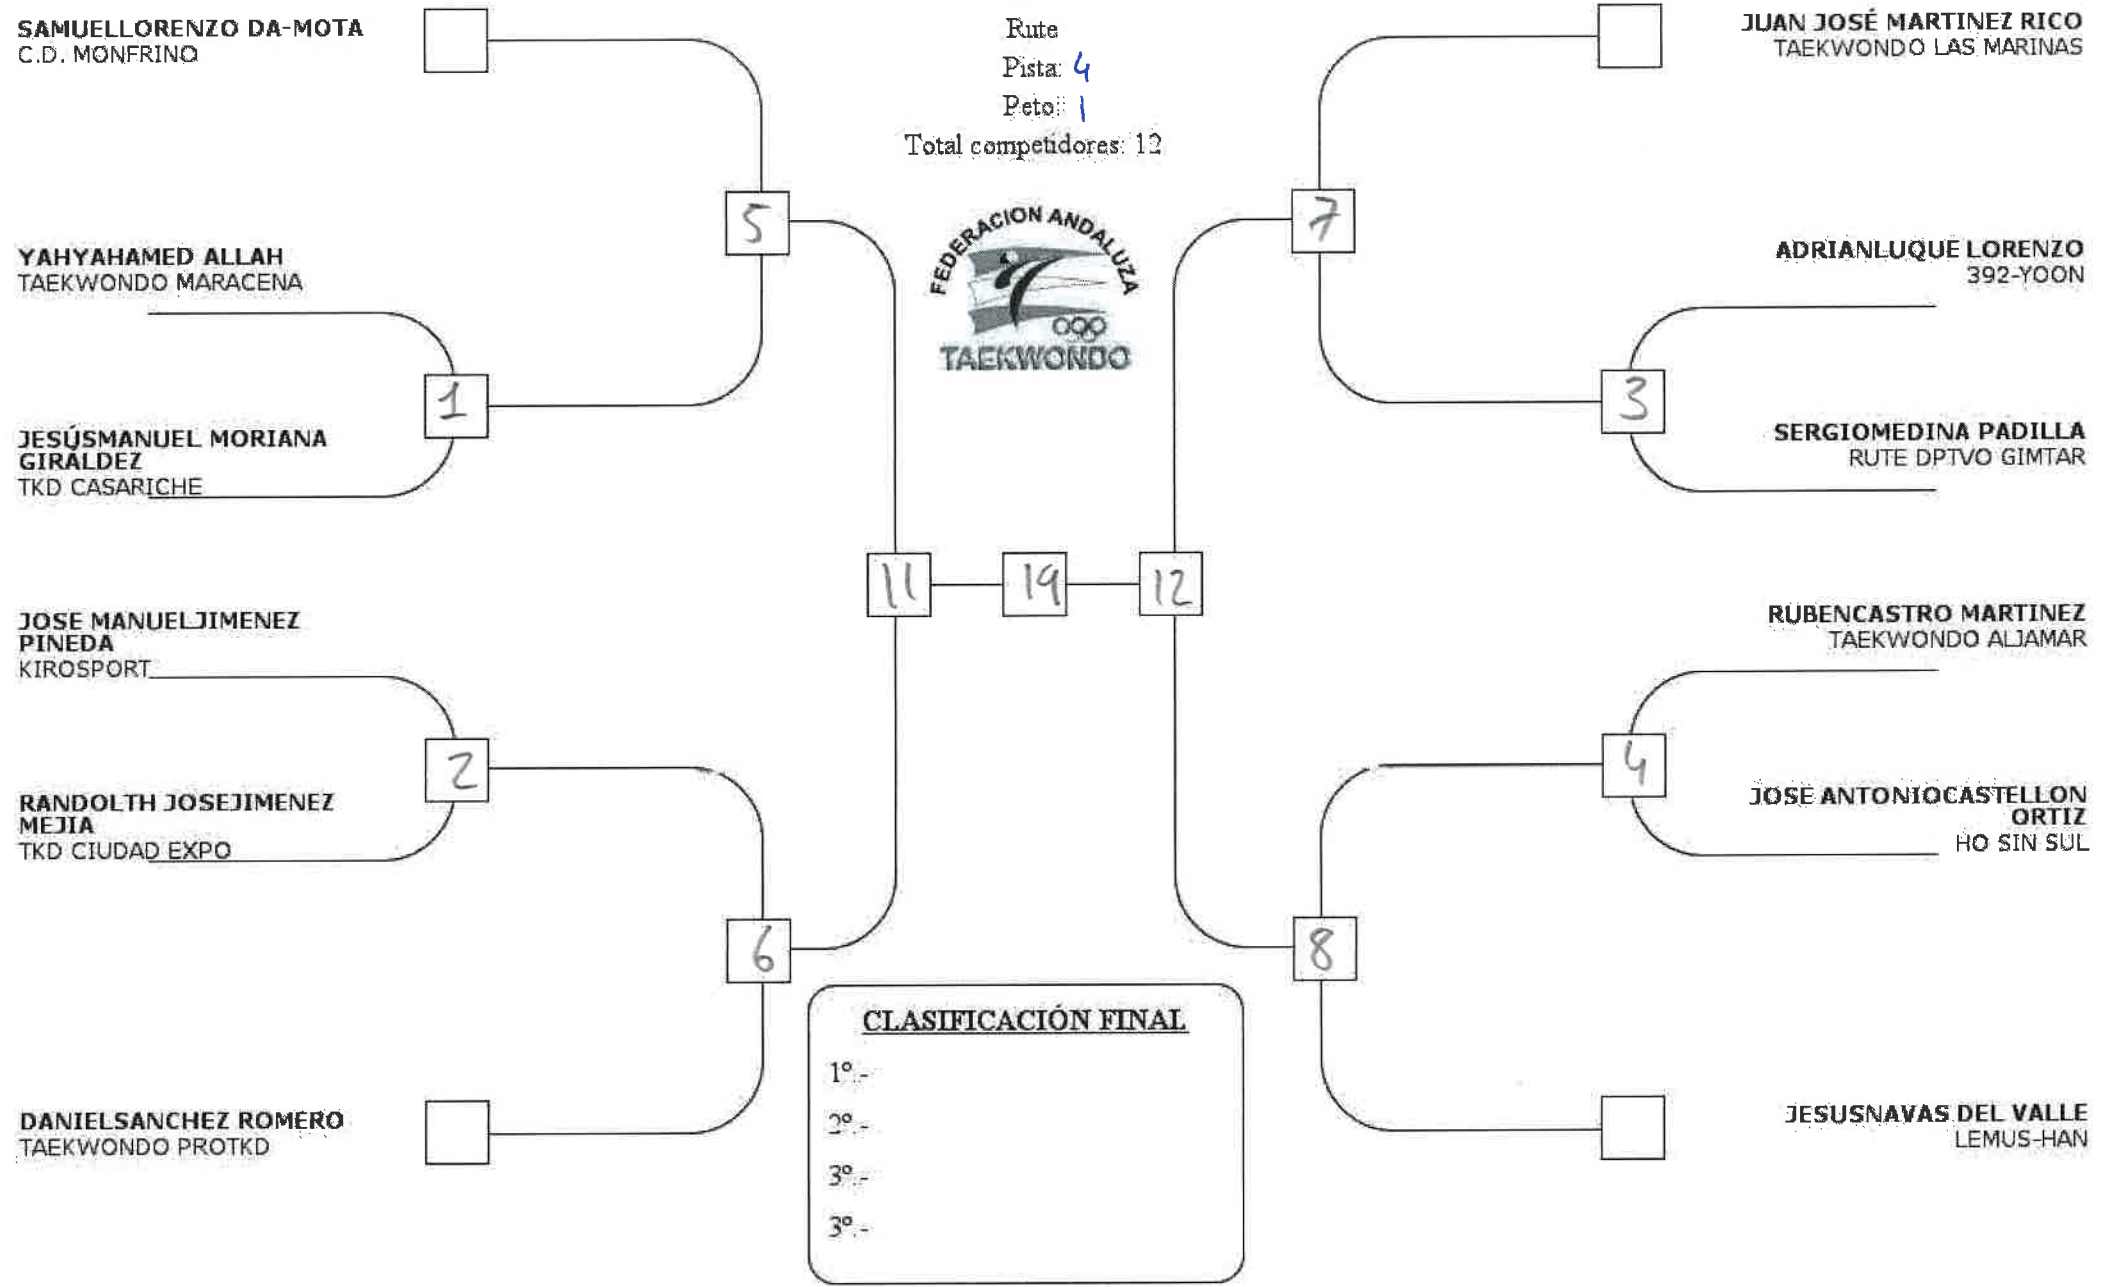 SAMUELLORENZO DA-MOTA
C.D. MONFRINO
YAHYAHAMED ALLAH
TAEKWONDO MARACENA
1
JESÚSMANUEL MORIANA
GIRÁLDEZ
TKD CASARICHE
5
JOSE MANUELJIMENEZ
PINEDA
KIROSPORT
2
RANDOLTH JOSEJIMENEZ
MEJIA
TKD CIUDAD EXPO
6
DANIELSANCHEZ ROMERO
TAEKWONDO PROTKD
Rute
Pista: 4
Peto: 1
Total competidores: 12
FEDERACION ANDALUZA
TAEKWONDO
11 19 12
CLASIFICACIÓN FINAL
1º.-
2º.-
3º.-
3º.-
JUAN JOSÉ MARTINEZ RICO
TAEKWONDO LAS MARINAS
7
ADRIANLUQUE LORENZO
392-YOON
3
SERGIOMEDINA PADILLA
RUTE DPTVO GIMTAR
RUBENCASTRO MARTINEZ
TAEKWONDO ALJAMAR
4
JOSE ANTONIOCASTELLON
ORTIZ
HO SIN SUL
8
JESUSNAVAS DEL VALLE
LEMUS-HAN